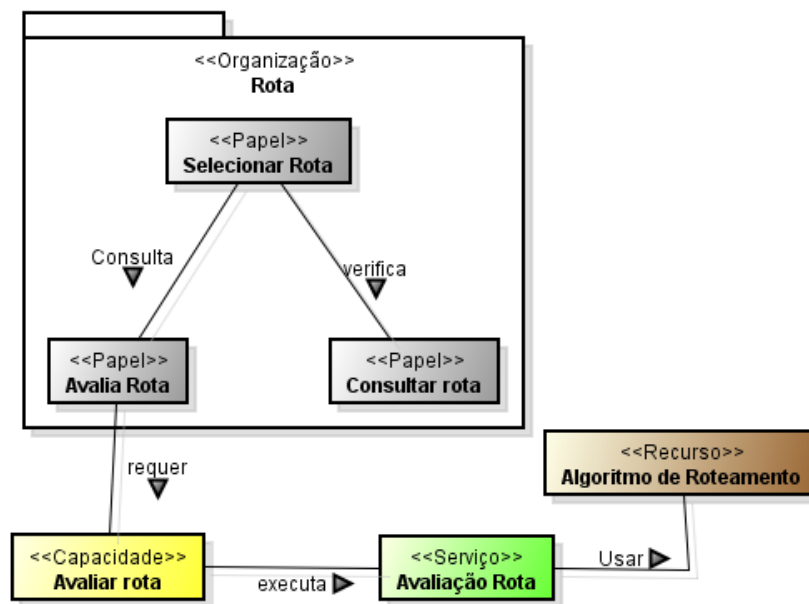 <<Organização>>
Rota
<<Papel>>
Selecionar Rota
Consulta
verifica
<<Papel>>
Avalia Rota
<<Papel>>
Consultar rota
requer
<<Recurso>>
Algoritmo de Roteamento
<<Capacidade>>
Avaliar rota
executa
<<Serviço>>
Avaliação Rota
Usar